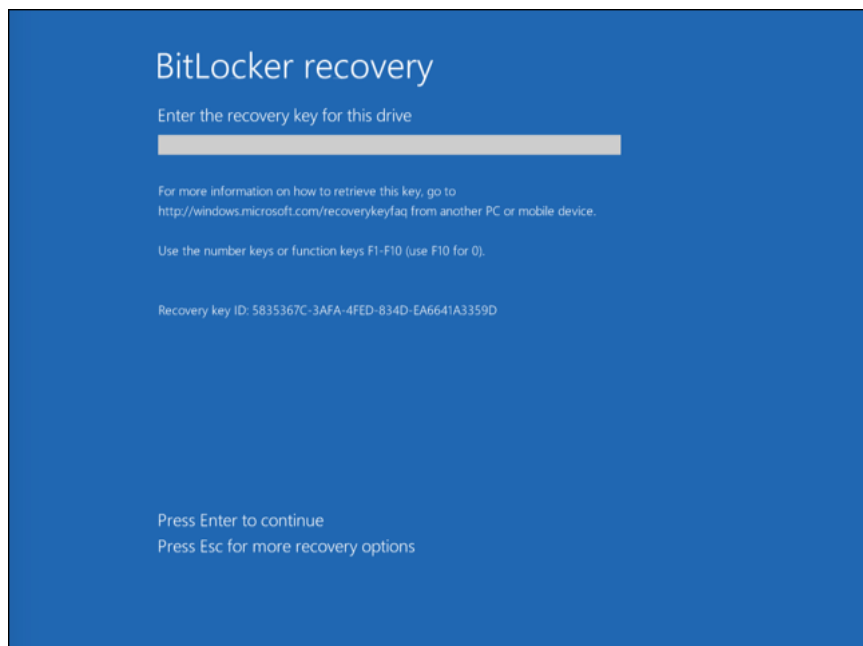 BitLocker recovery
Enter the recovery key for this drive
For more information on how to retrieve this key, go to
http://windows.microsoft.com/recoverykeyfaq from another PC or mobile device.
Use the number keys or function keys F1-F10 (use F10 for 0).
Recovery key ID: 5835367C-3AFA-4FED-834D-EA6641A3359D
Press Enter to continue
Press Esc for more recovery options